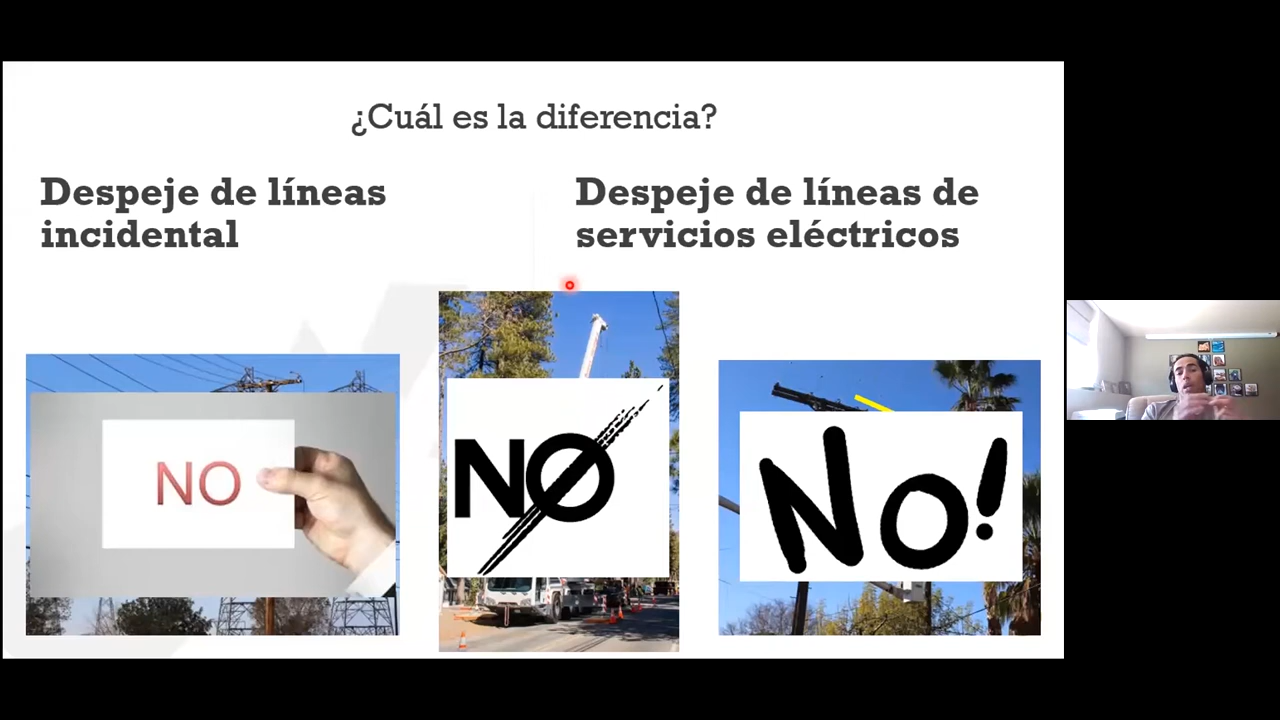 ¿Cuál es la diferencia?
Despeje de líneas
incidental
Despeje de líneas de
servicios eléctricos
NO
NO
No!